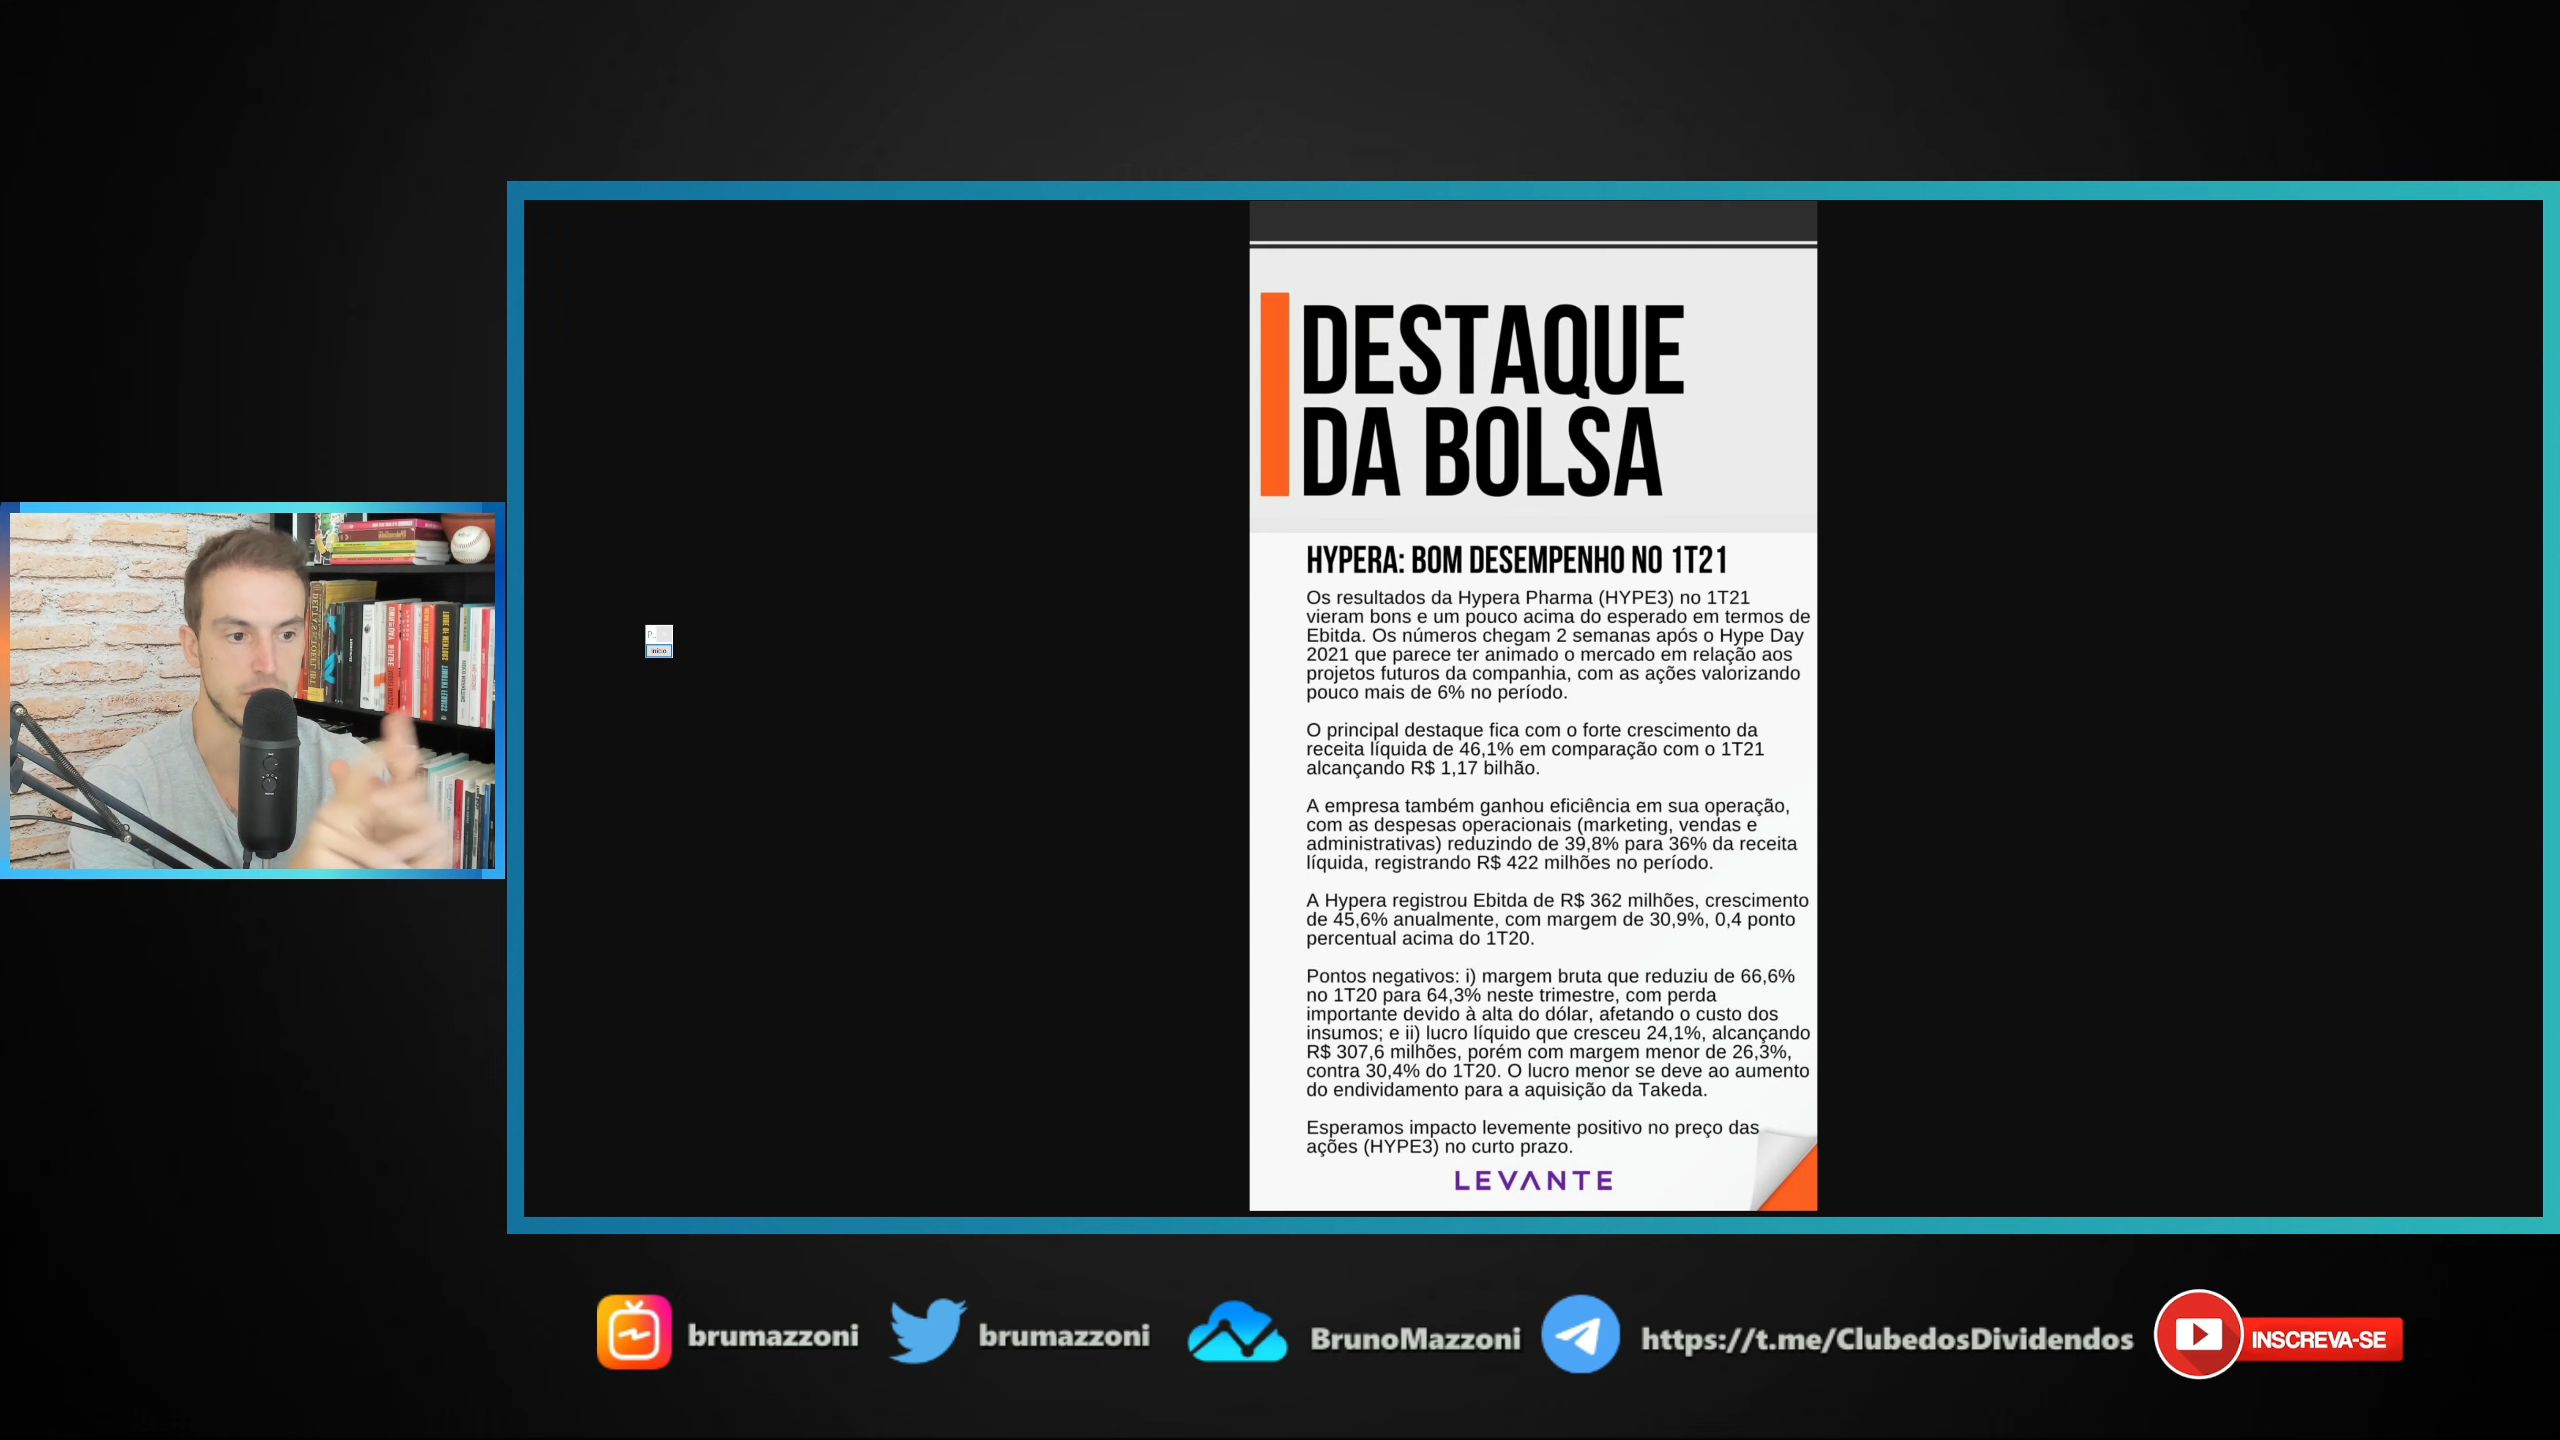 DESTAQUE
DA BOLSA
HYPERA: BOM DESEMPENHO NO 1T21
Os resultados da Hypera Pharma (HYPE3) no 1T21
vieram bons e um pouco acima do esperado em termos de
Ebitda. Os números chegam 2 semanas após o Hype Day
2021 que parece ter animado o mercado em relação aos
projetos futuros da companhia, com as ações valorizando
pouco mais de 6% no período.
O principal destaque fica com o forte crescimento da
receita líquida de 46,1% em comparação com o 1T21
alcançando R$ 1,17 bilhão.
A empresa também ganhou eficiência em sua operação,
com as despesas operacionais (marketing, vendas e
administrativas) reduzindo de 39,8% para 36% da receita
líquida, registrando R$ 422 milhões no período.
A Hypera registrou Ebitda de R$ 362 milhões, crescimento
de 45,6% anualmente, com margem de 30,9%, 0,4 ponto
percentual acima do 1T20.
Pontos negativos: i) margem bruta que reduziu de 66,6%
no 1T20 para 64,3% neste trimestre, com perda
importante devido à alta do dólar, afetando o custo dos
insumos; e ii) lucro líquido que cresceu 24,1%, alcançando
R$ 307,6 milhões, porém com margem menor de 26,3%,
contra 30,4% do 1T20. O lucro menor se deve ao aumento
do endividamento para a aquisição da Takeda.
Esperamos impacto levemente positivo no preço das
ações (HYPE3) no curto prazo.
LEVANTE
Início
brumazzoni
brumazzoni
BrunoMazzoni
https://t.me/ClubedosDividendos
INSCREVA-SE